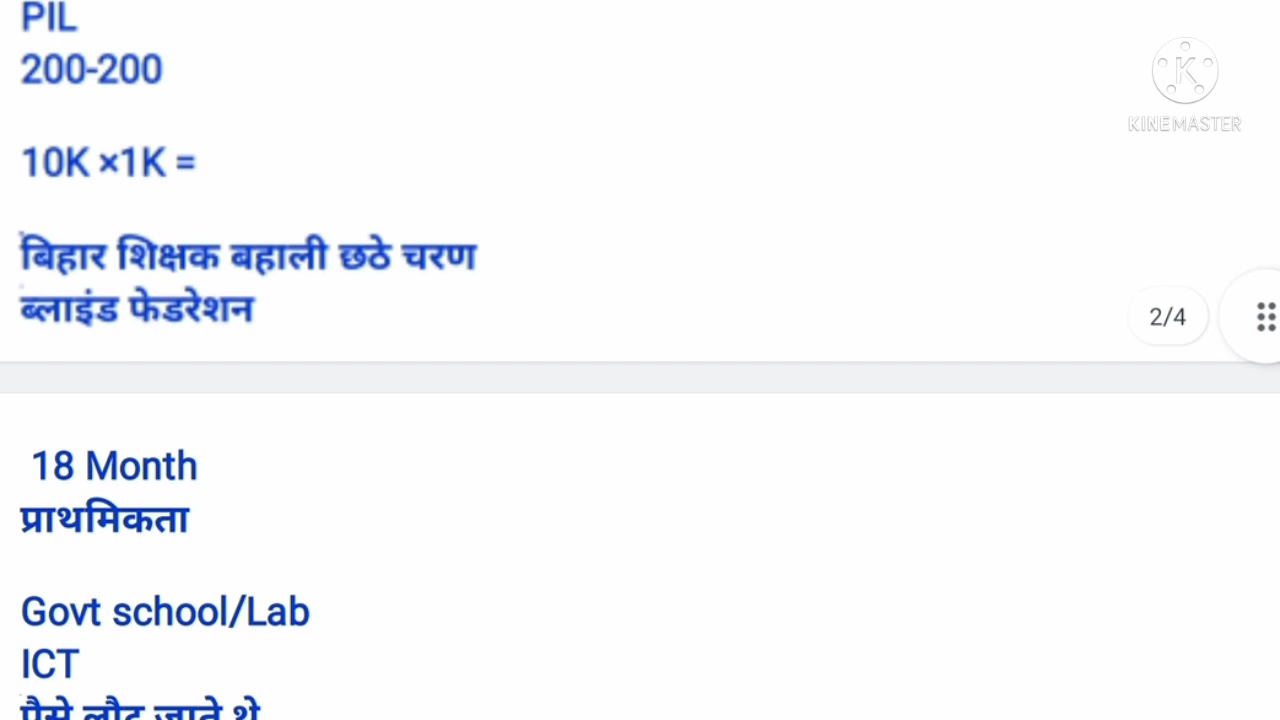 PIL
200-200
10K ×1K =
बिहार शिक्षक बहाली छठे चरण
ब्लाइंड फेडरेशन
K
KINEMASTER
2/4
18 Month
प्राथमिकता
Govt school/Lab
ICT
पैसे लौट जाते थे